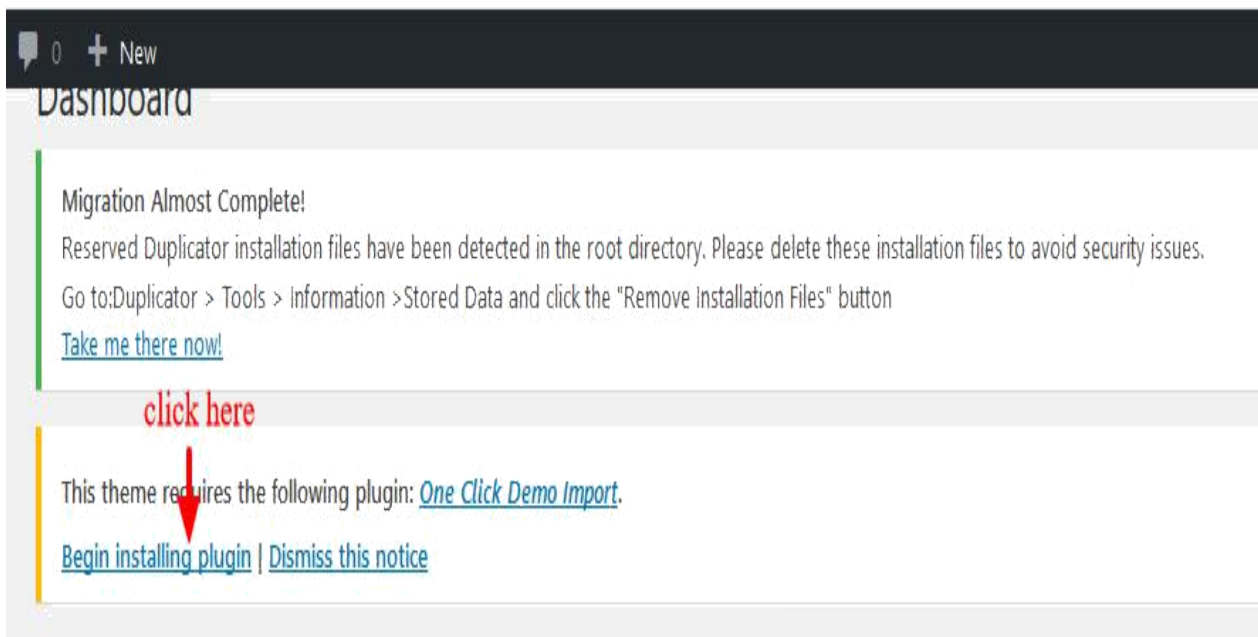 0 + New
Dashboard
Migration Almost Complete!
Reserved Duplicator installation files have been detected in the root directory. Please delete these installation files to avoid security issues.
Go to:Duplicator > Tools > Information >Stored Data and click the "Remove Installation Files" button
Take me there now!
click here
This theme requires the following plugin: One Click Demo Import.
Begin installing plugin | Dismiss this notice